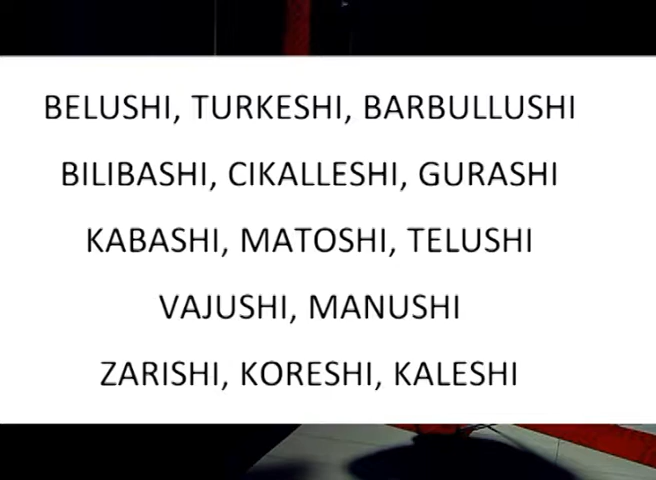 BELUSHI, TURKESHI, BARBULLUSHI
BILIBASHI, CIKALLESHI, GURASHI
KABASHI, MATOSHI, TELUSHI
VAJUSHI, MANUSHI
ZARISHI, KORESHI, KALESHI